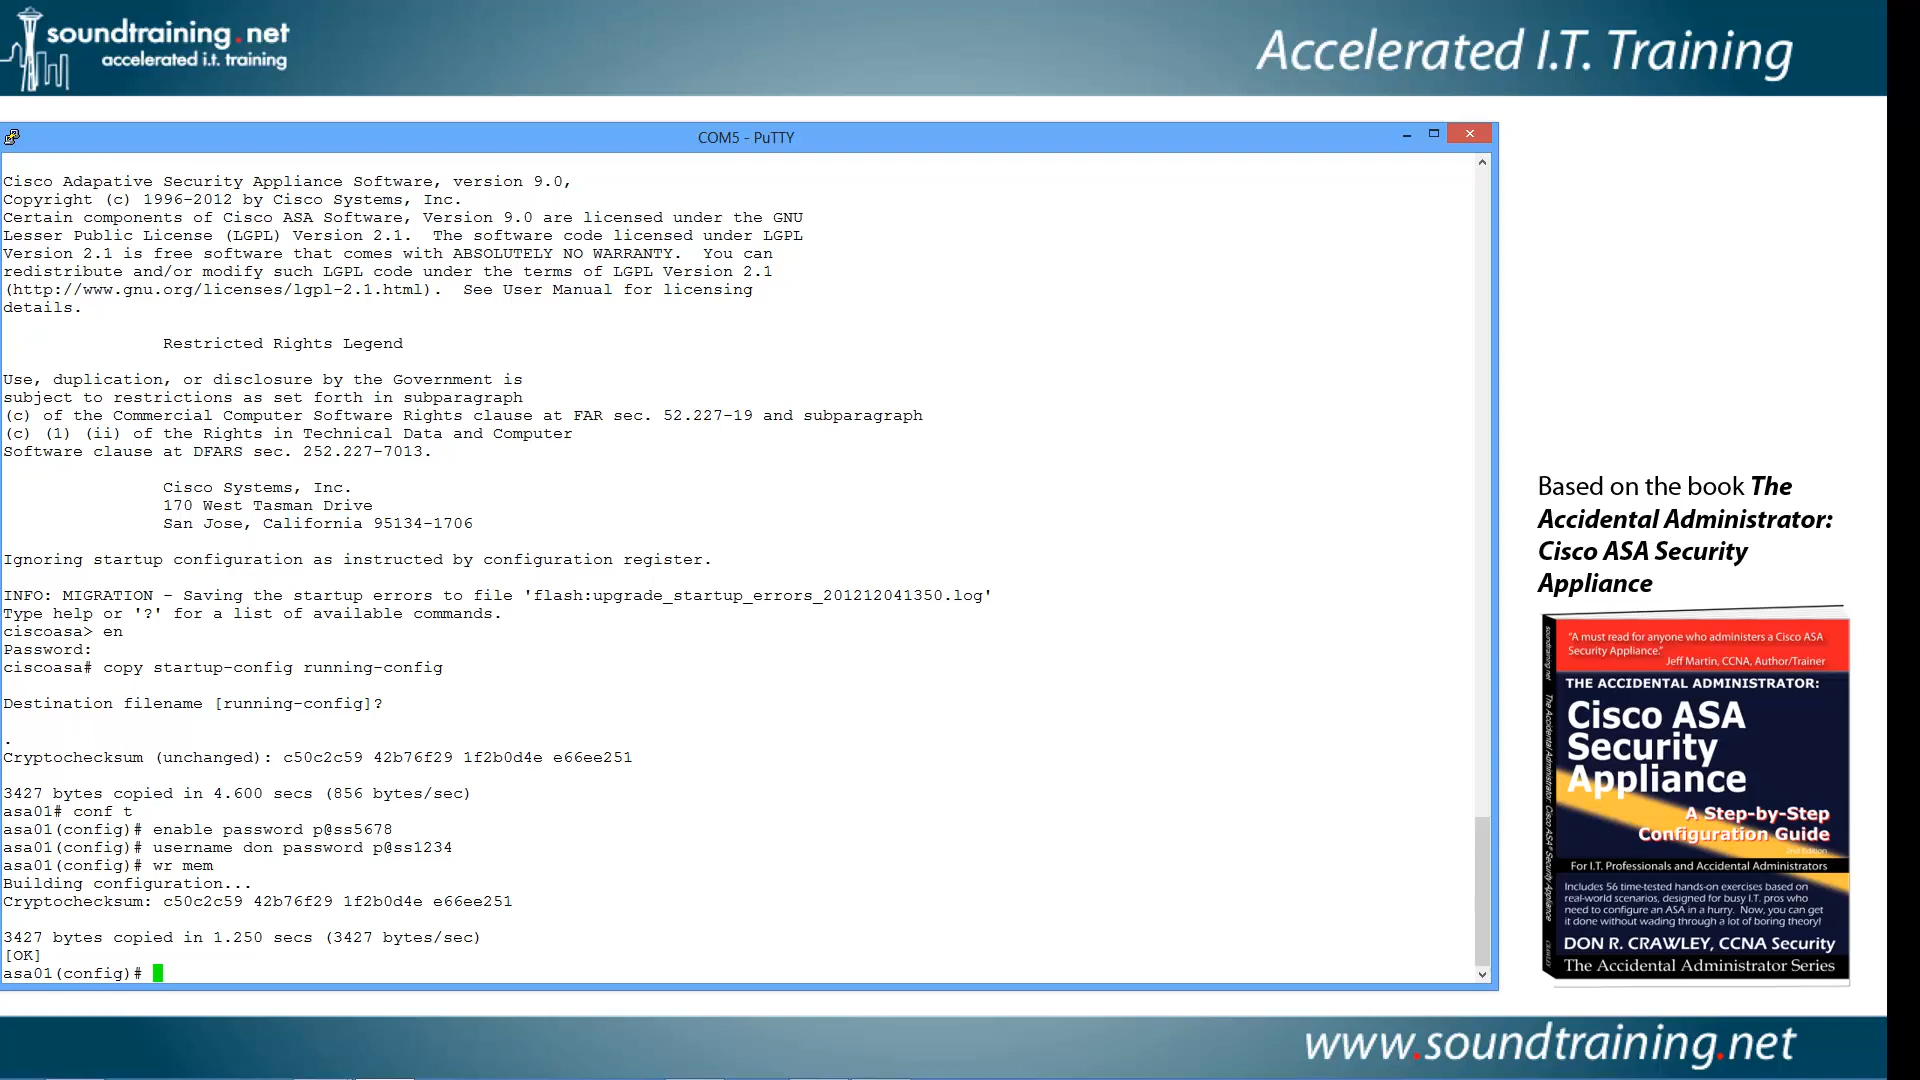 soundtraining.net
accelerated i.t. training
Accelerated I.T. Training
COM5 - PuTTY
Cisco Adapative Security Appliance Software, version 9.0,
Copyright (c) 1996-2012 by Cisco Systems, Inc.
Certain components of Cisco ASA Software, Version 9.0 are licensed under the GNU
Lesser Public License (LGPL) Version 2.1.  The software code licensed under LGPL
Version 2.1 is free software that comes with ABSOLUTELY NO WARRANTY.  You can
redistribute and/or modify such LGPL code under the terms of LGPL Version 2.1
(http://www.gnu.org/licenses/lgpl-2.1.html).  See User Manual for licensing
details.
Restricted Rights Legend
Use, duplication, or disclosure by the Government is
subject to restrictions as set forth in subparagraph
(c) of the Commercial Computer Software Rights clause at FAR sec. 52.227-19 and subparagraph
(c) (1) (ii) of the Rights in Technical Data and Computer
Software clause at DFARS sec. 252.227-7013.
Cisco Systems, Inc.
170 West Tasman Drive
San Jose, California 95134-1706
Ignoring startup configuration as instructed by configuration register.
INFO: MIGRATION - Saving the startup errors to file 'flash:upgrade_startup_errors_201212041350.log'
Type help or '?' for a list of available commands.
ciscoasa> en
Password:
ciscoasa# copy startup-config running-config
Destination filename [running-config]?
.
Cryptochecksum (unchanged): c50c2c59 42b76f29 1f2b0d4e e66ee251
3427 bytes copied in 4.600 secs (856 bytes/sec)
asa01# conf t
asa01(config)# enable password p@ss5678
asa01(config)# username don password p@ss1234
asa01(config)# wr mem
Building configuration...
Cryptochecksum: c50c2c59 42b76f29 1f2b0d4e e66ee251
3427 bytes copied in 1.250 secs (3427 bytes/sec)
[OK]
asa01(config)#
Based on the book The
Accidental Administrator:
Cisco ASA Security
Appliance
"A must read for anyone who administers a Cisco ASA
Security Appliance."
Jeff Martin, CCNA, Author/Trainer
THE ACCIDENTAL ADMINISTRATOR:
Cisco ASA
Security
Appliance
A Step-by-Step
Configuration Guide
For I.T. Professionals and Accidental Administrators
Includes 56 time-tested hands-on exercises based on
real-world scenarios, designed for busy I.T. pros who
need to configure an ASA in a hurry. Now, you can get
it done without wading through a lot of boring theory!
DON R. CRAWLEY, CCNA Security
The Accidental Administrator Series
www.soundtraining.net